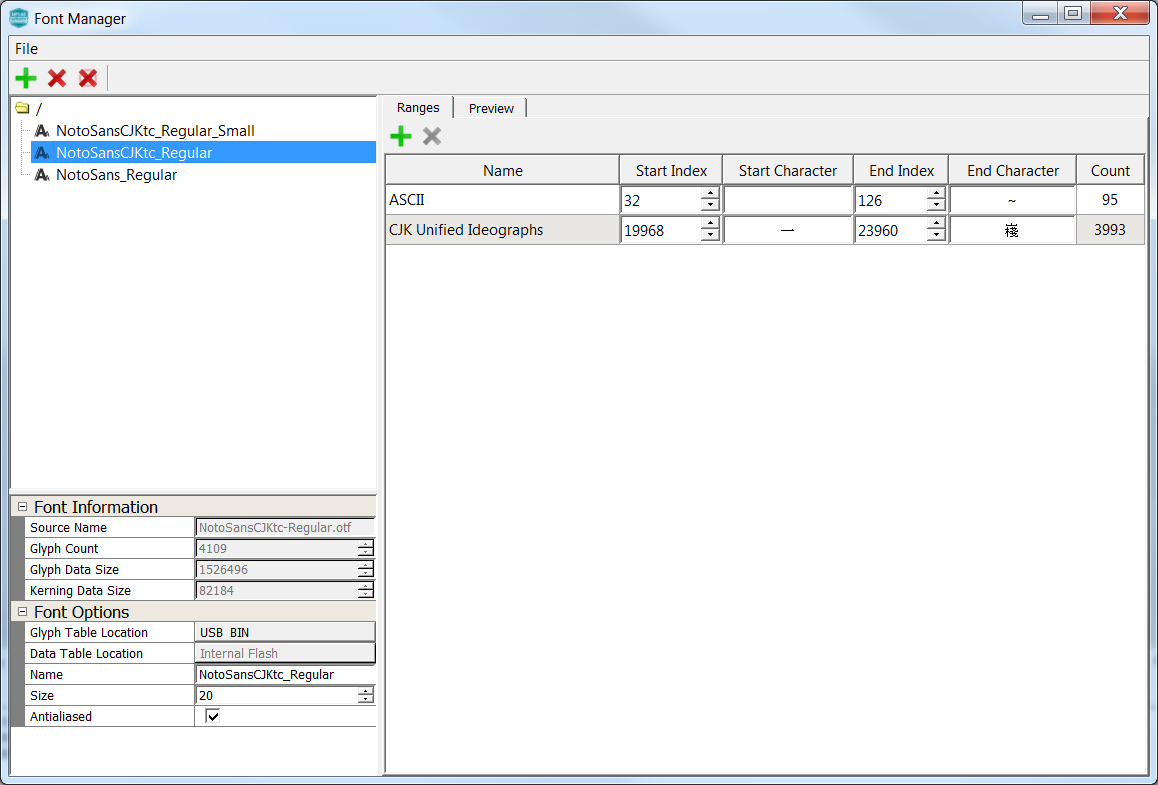 Font Manager
File
/
NotoSansCJKtc_Regular_Small
NotoSansCJKtc_Regular
NotoSans_Regular
Font Information
Source Name NotoSansCJKtc-Regular.otf
Glyph Count 4109
Glyph Data Size 1526496
Kerning Data Size 82184
Font Options
Glyph Table Location USB BIN
Data Table Location Internal Flash
Name NotoSansCJKtc_Regular
Size 20
Antialiased
Ranges Preview
Name Start Index Start Character End Index End Character Count
ASCII 32 126 ~ 95
CJK Unified Ideographs 19968 一 23960 嶘 3993